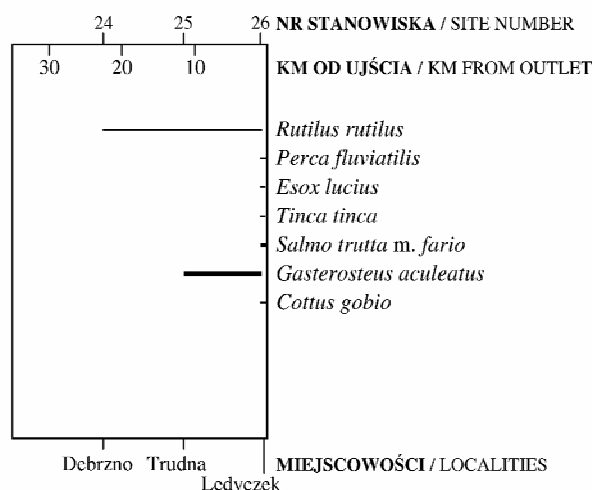 24 25 26 NR STANOWISKA / SITE NUMBER
30 20 10 KM OD UJŚCIA / KM FROM OUTLET
Rutilus rutilus
Perca fluviatilis
Esox lucius
Tinca tinca
Salmo trutta m. fario
Gasterosteus aculeatus
Cottus gobio
Debrzno Trudna MIEJSCOWOŚCI / LOCALITIES
Lędyczek